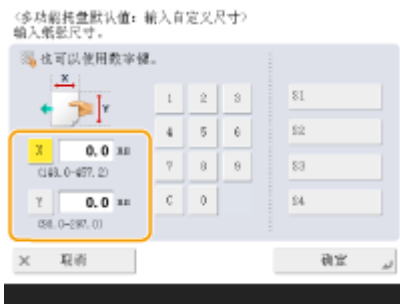 <多功能托盘默认值：输入自定义尺寸>
输入纸张尺寸。
也可以使用数字键。
X
Y
1 2 3 S1
4 5 6 S2
X 0.0 mm
7 8 9 S3
(148.0-457.2)
Y 0.0 mm C 0 S4
(98.0-297.0)
× 取消 确定